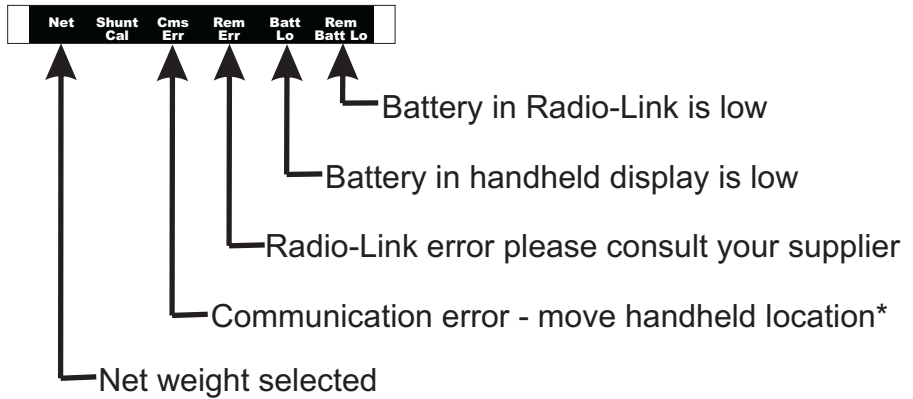 Net Shunt Cms Rem Batt Rem
Cal Err Err Lo Batt Lo
Battery in Radio-Link is low
Battery in handheld display is low
Radio-Link error please consult your supplier
Communication error - move handheld location*
Net weight selected